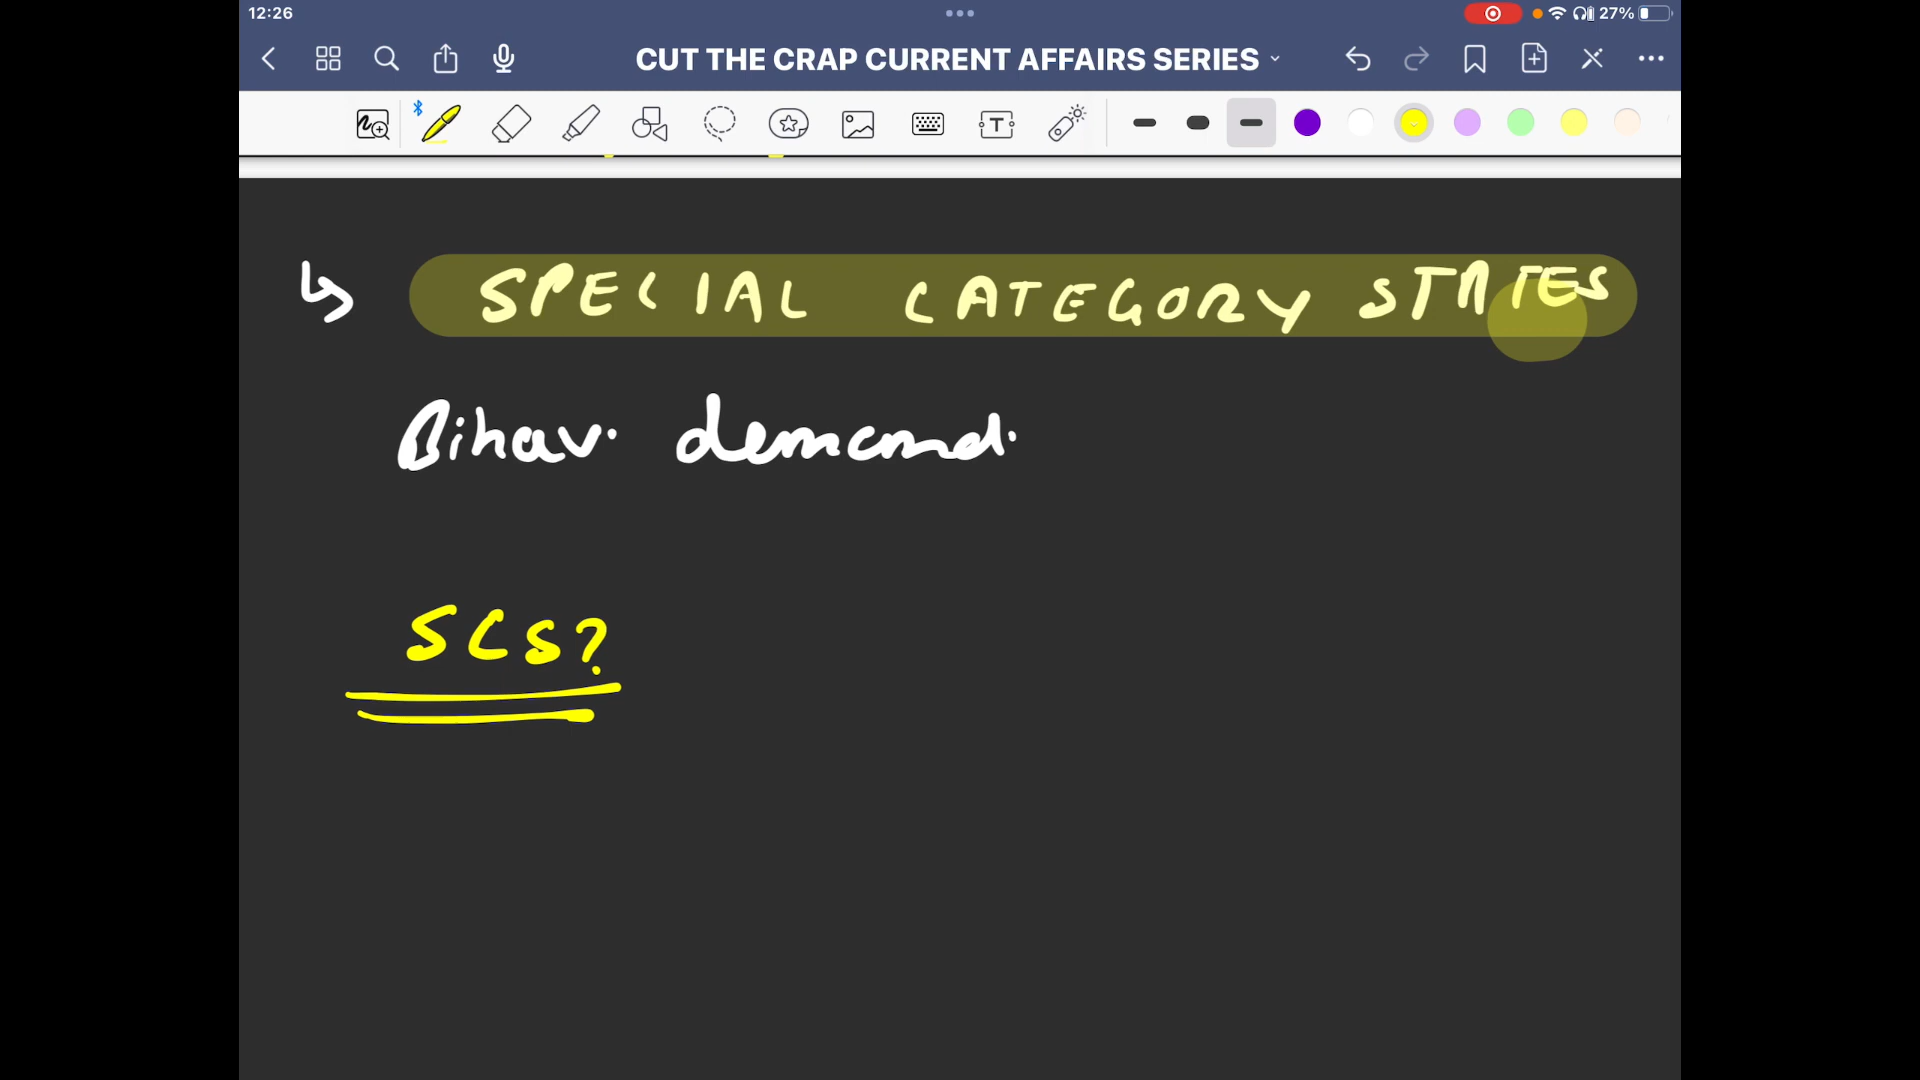 12:26
27%
CUT THE CRAP CURRENT AFFAIRS SERIES
T
SPECIAL CATEGORY STATES
Bihar. demand.
SCS?